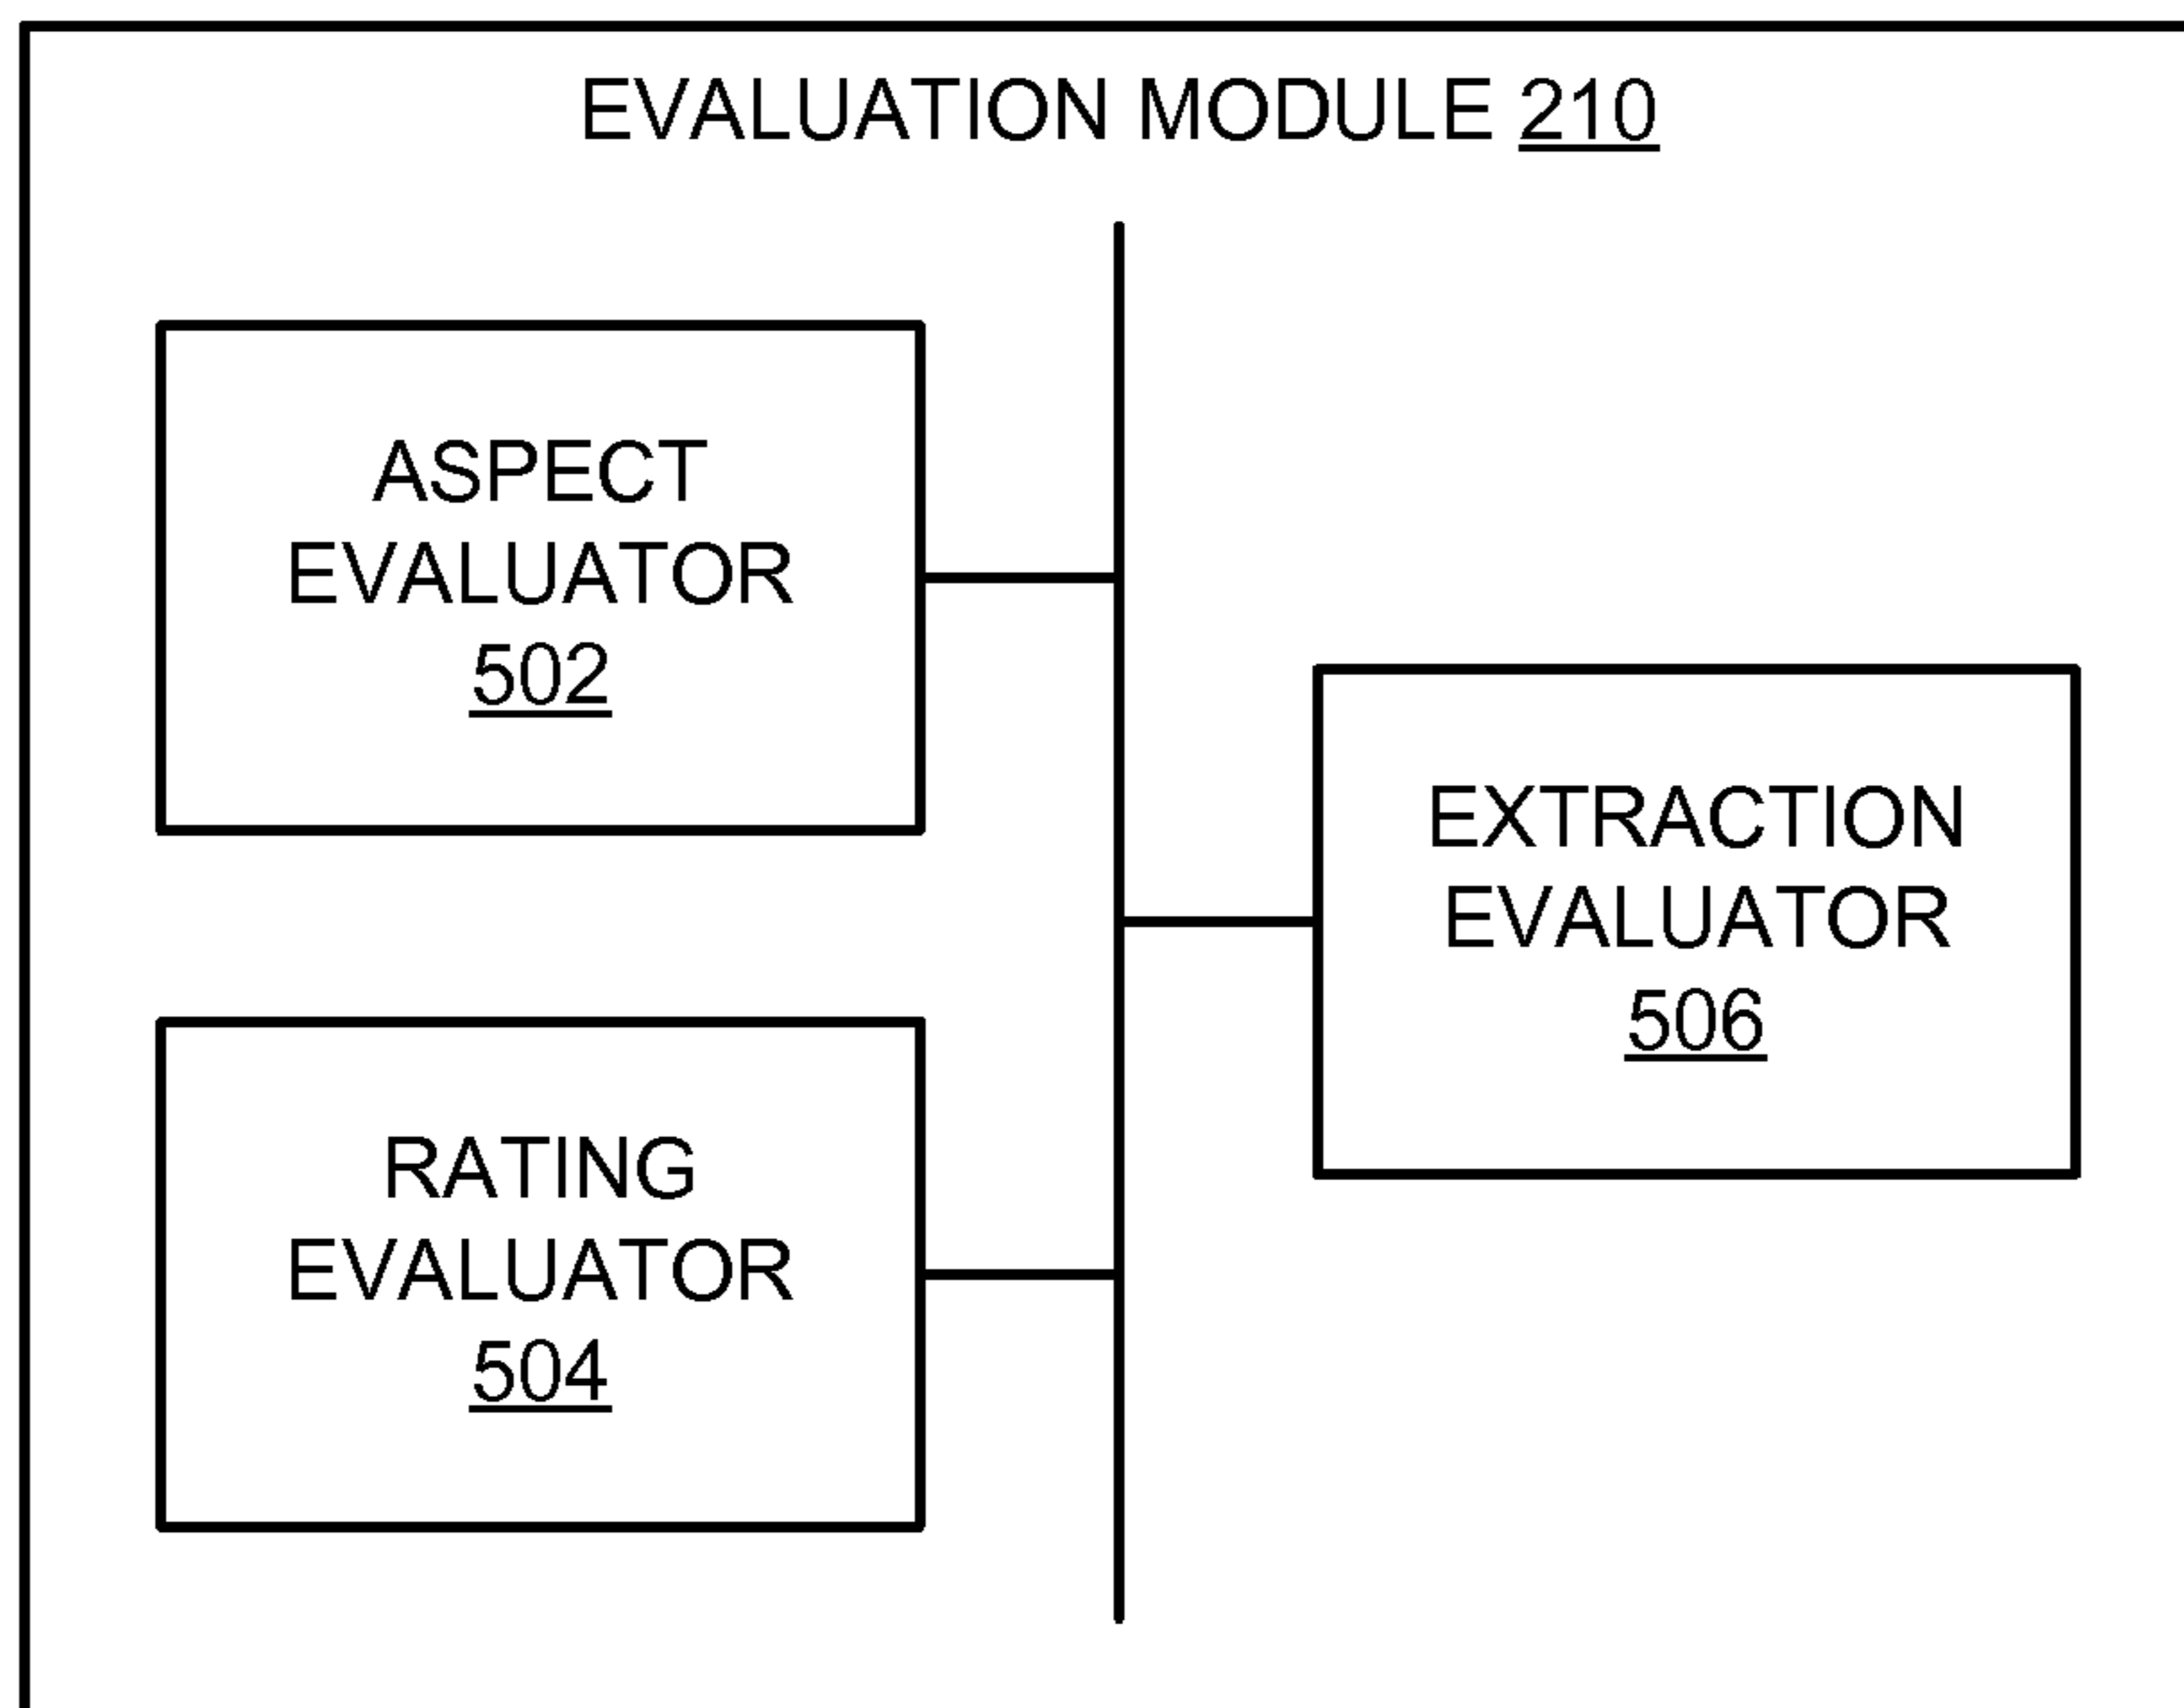 EVALUATION MODULE 210
ASPECT
EVALUATOR
502
EXTRACTION
EVALUATOR
506
RATING
EVALUATOR
504